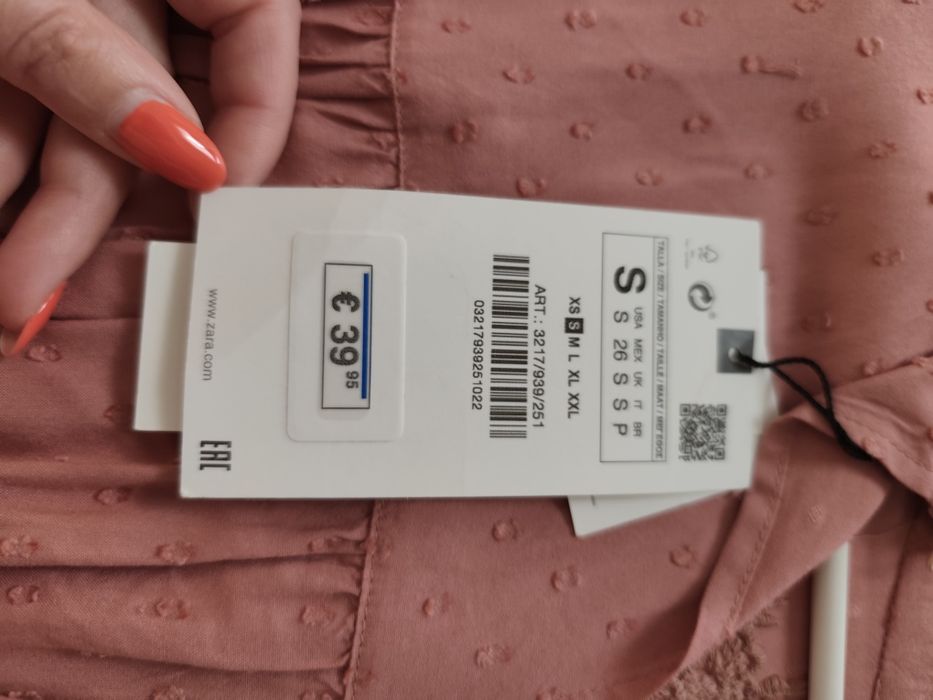 TALLA / SIZE / TAMANHO / TAILLE / MAAT / ΜΕΓΕΘΟΣ
USA MEX UK IT BR
S S 26 S S P
XS S M L XL XXL
ART.: 3217/939/251
03217939251022
€ 39 95
www.zara.com
EAC